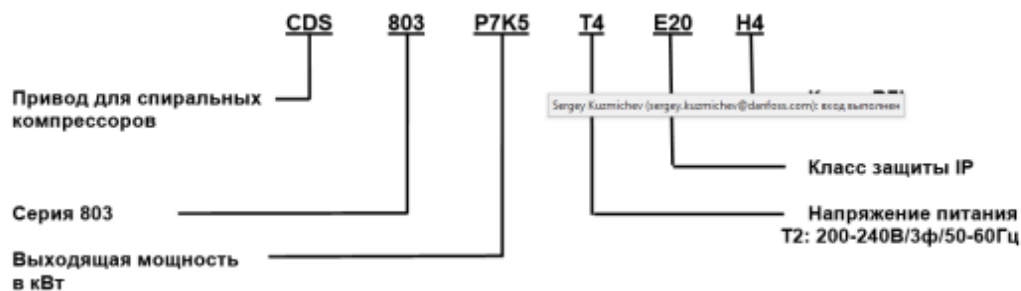 CDS 803 P7K5 T4 E20 H4
Привод для спиральных
компрессоров
Sergey Kuzmichev (sergey.kuzmichev@danfoss.com): вход выполнен
Класс защиты IP
Серия 803
Напряжение питания
T2: 200-240В/3ф/50-60Гц
Выходящая мощность
в кВт